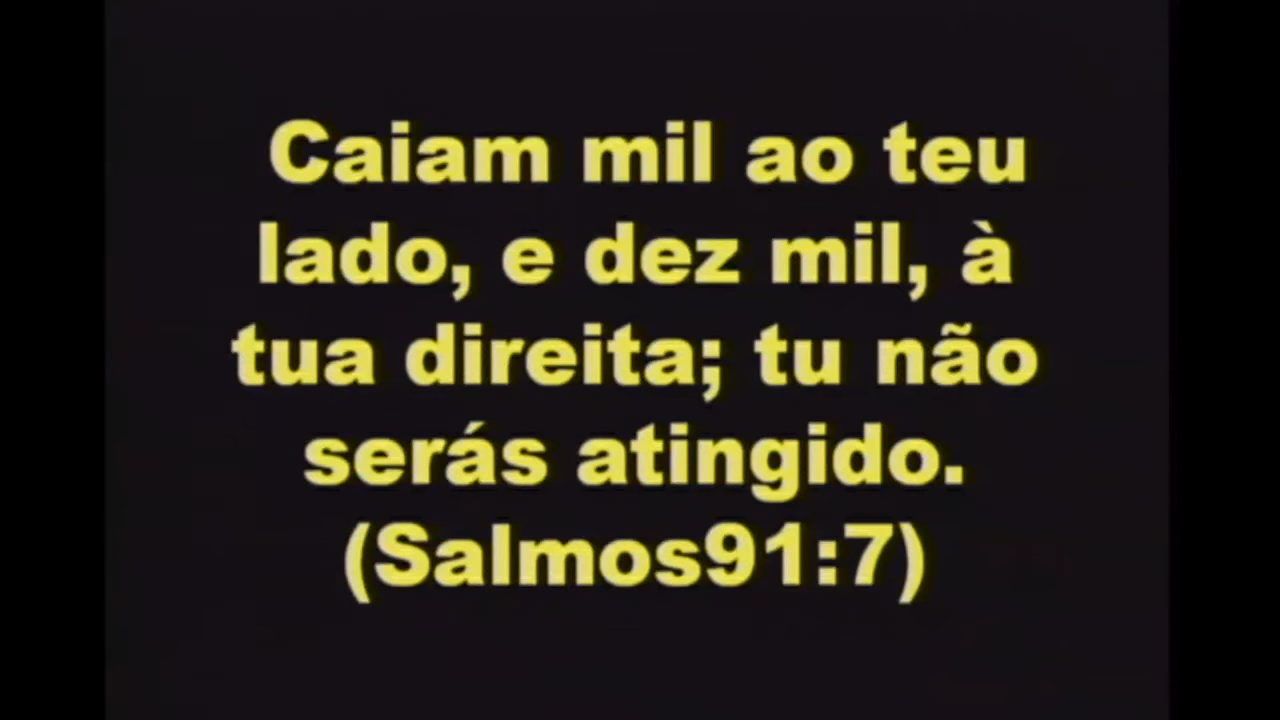 Caiam mil ao teu
lado, e dez mil, à
tua direita; tu não
serás atingido.
(Salmos91:7)